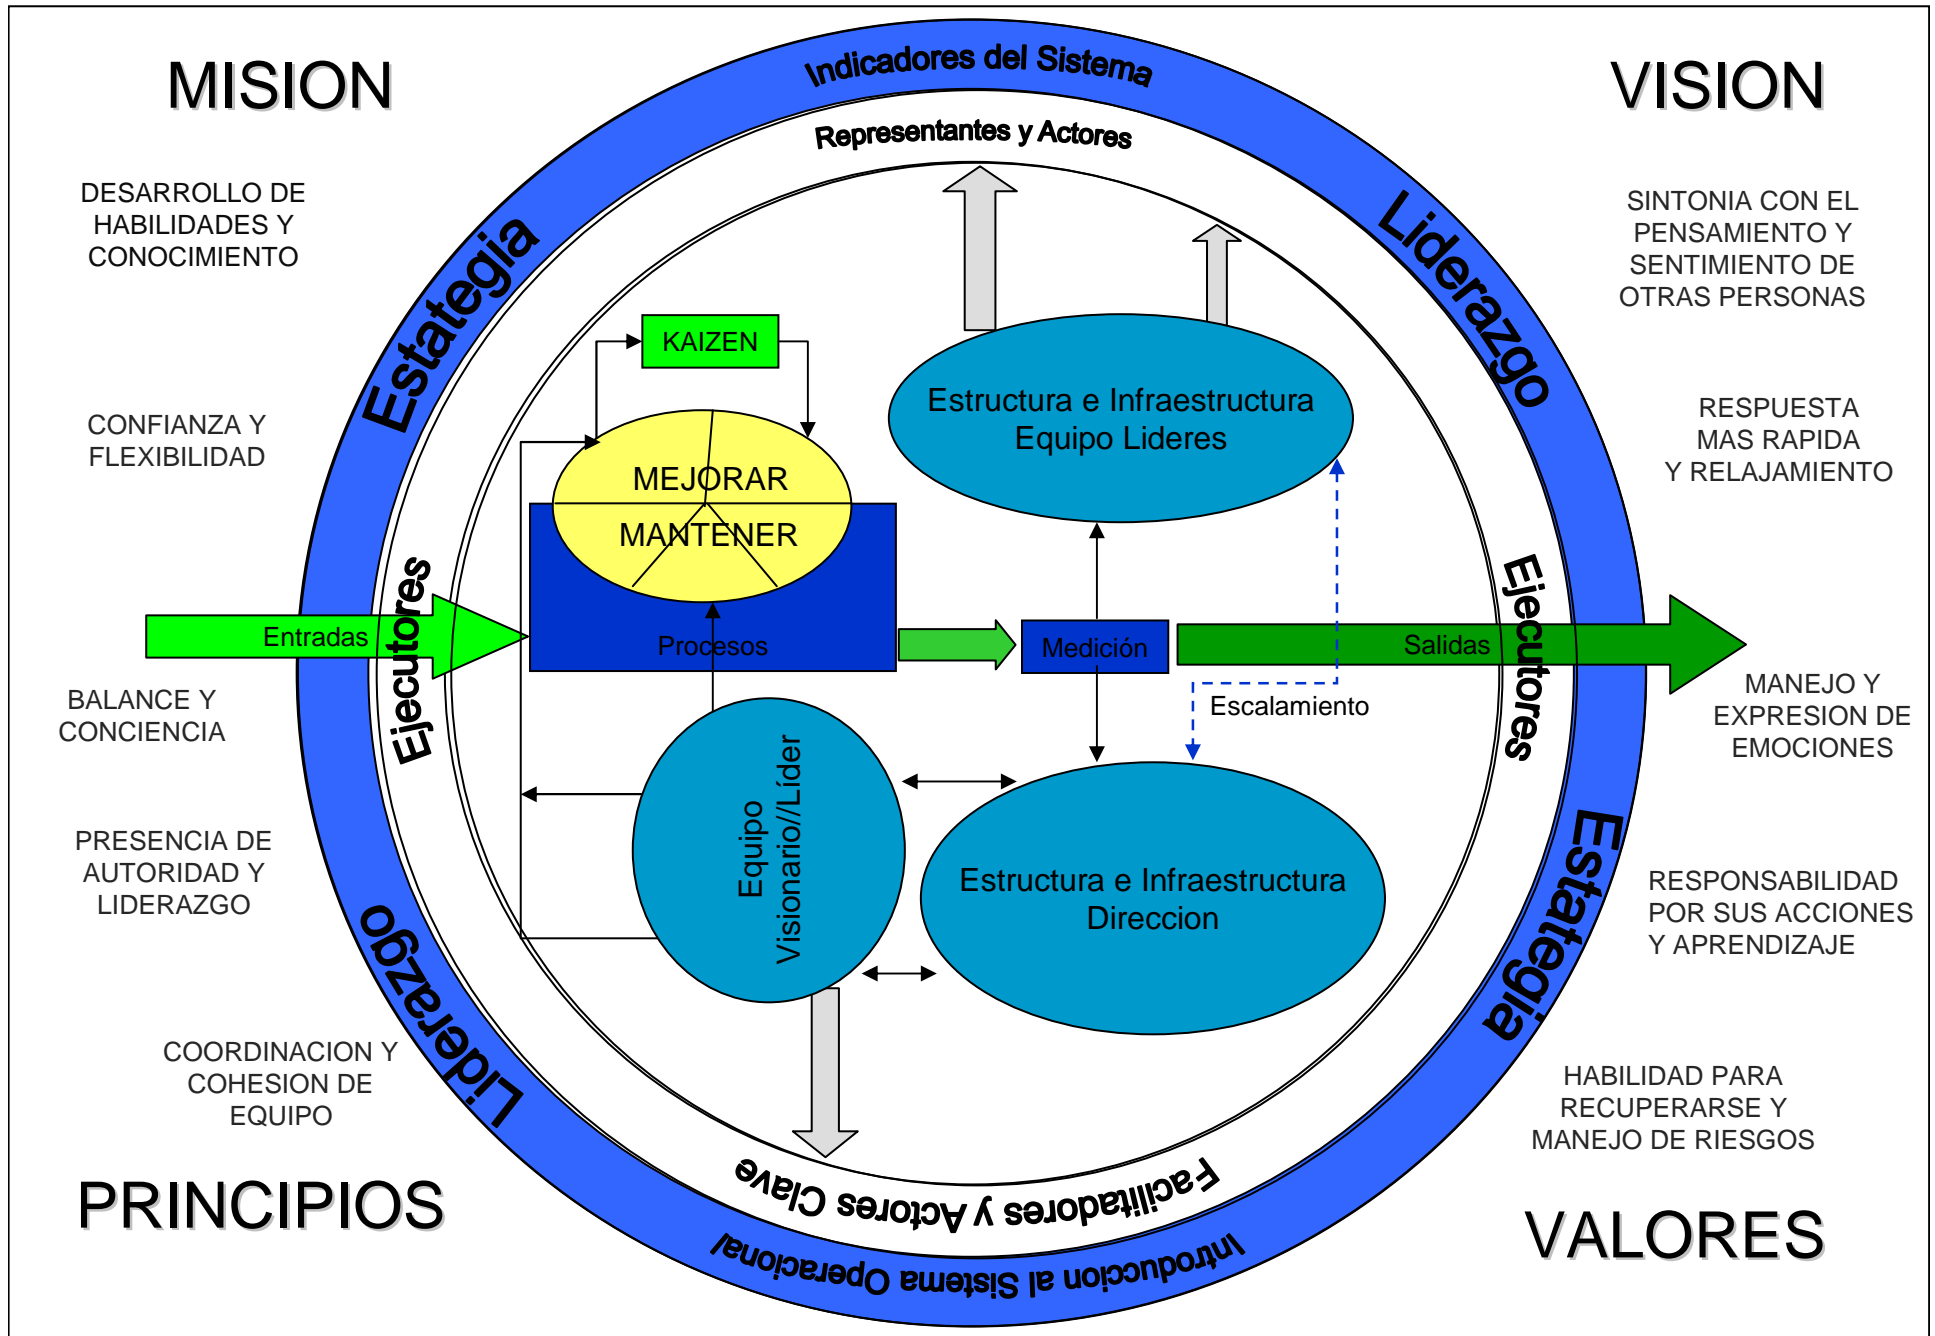 MISION
VISION
Indicadores del Sistema
Representantes y Actores
DESARROLLO DE
HABILIDADES Y
CONOCIMIENTO
SINTONIA CON EL
PENSAMIENTO Y
SENTIMIENTO DE
OTRAS PERSONAS
Estategia
Liderazgo
KAIZEN
Estructura e Infraestructura
Equipo Lideres
CONFIANZA Y
FLEXIBILIDAD
RESPUESTA
MAS RAPIDA
Y RELAJAMIENTO
MEJORAR
MANTENER
Ejecutores
Ejecutores
Entradas
Procesos
Medición
Salidas
Escalamiento
BALANCE Y
CONCIENCIA
MANEJO Y
EXPRESION DE
EMOCIONES
Equipo
Visionario//Líder
Estructura e Infraestructura
Direccion
PRESENCIA DE
AUTORIDAD Y
LIDERAZGO
RESPONSABILIDAD
POR SUS ACCIONES
Y APRENDIZAJE
Liderazgo
Estategia
COORDINACION Y
COHESION DE
EQUIPO
HABILIDAD PARA
RECUPERARSE Y
MANEJO DE RIESGOS
Facilitadores y Actores Clave
Introduccion al Sistema Operacional
PRINCIPIOS
VALORES